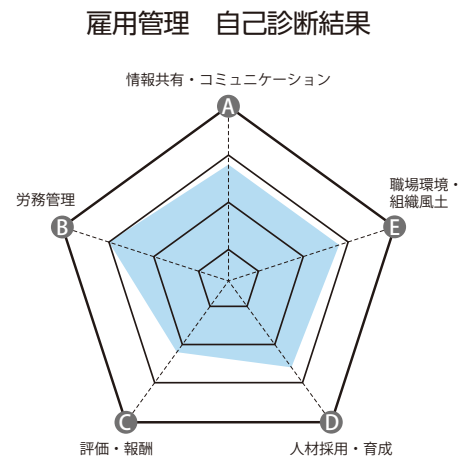 雇用管理　自己診断結果
情報共有・コミュニケーション
A
職場環境・
組織風土
労務管理
B
E
C
D
評価・報酬
人材採用・育成